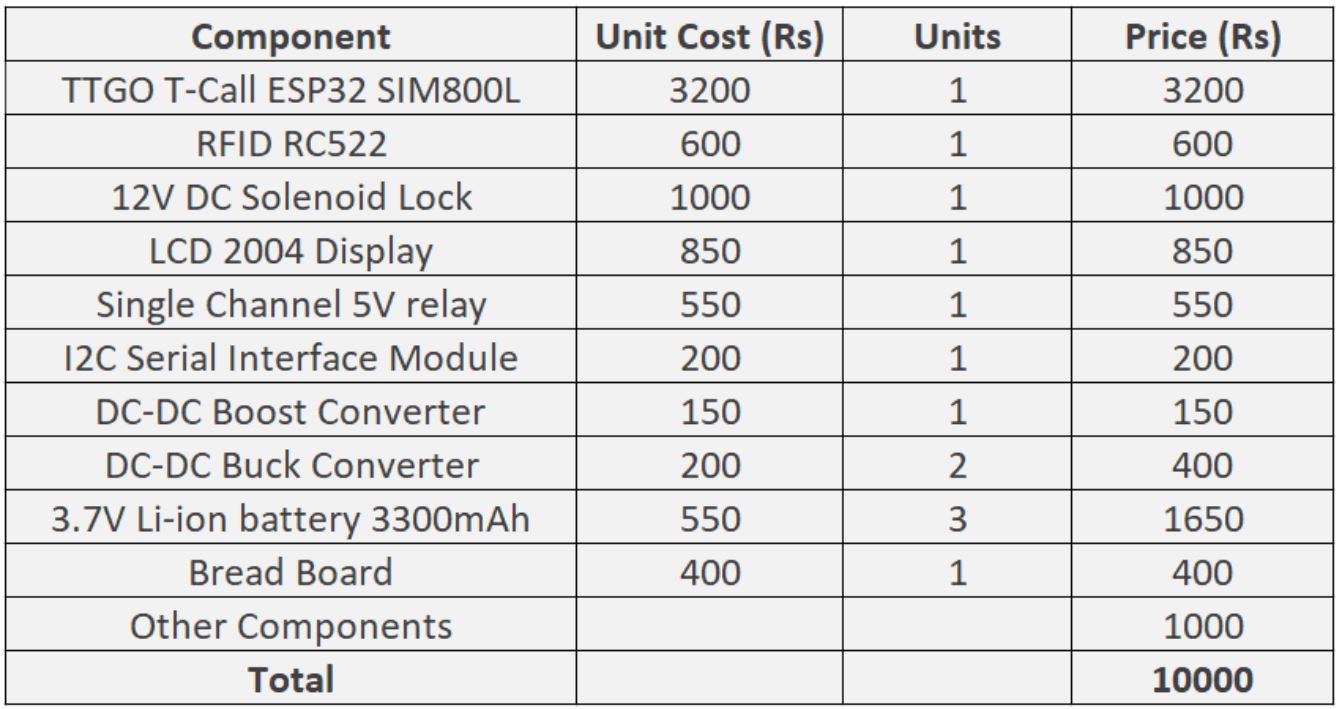 Component Unit Cost (Rs) Units Price (Rs)
TTGO T-Call ESP32 SIM800L 3200 1 3200
RFID RC522 600 1 600
12V DC Solenoid Lock 1000 1 1000
LCD 2004 Display 850 1 850
Single Channel 5V relay 550 1 550
I2C Serial Interface Module 200 1 200
DC-DC Boost Converter 150 1 150
DC-DC Buck Converter 200 2 400
3.7V Li-ion battery 3300mAh 550 3 1650
Bread Board 400 1 400
Other Components 1000
Total 10000